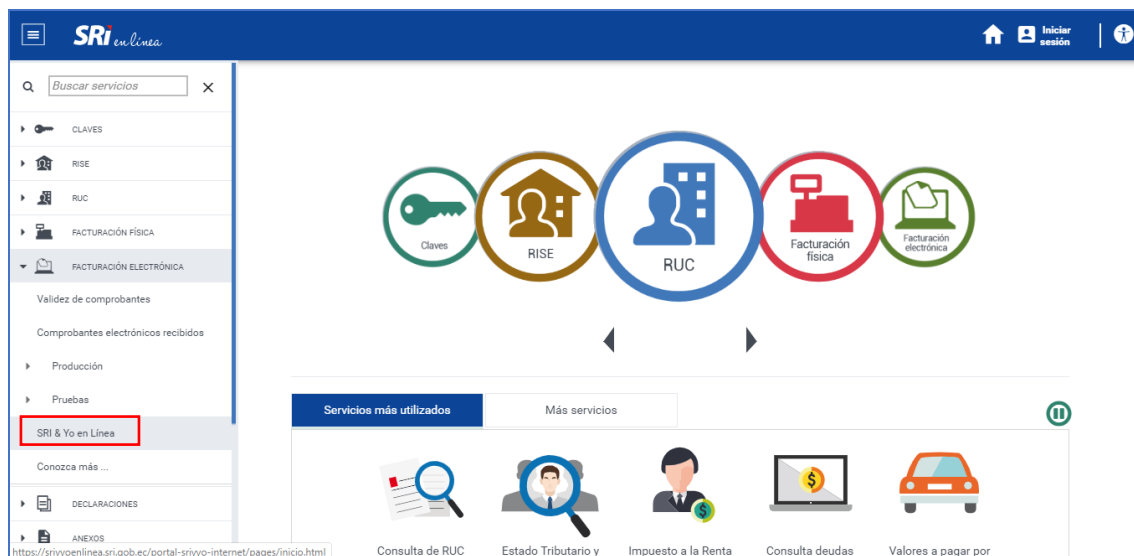 SRi en línea
Iniciar
sesión
Buscar servicios
CLAVES
RISE
RUC
FACTURACIÓN FÍSICA
FACTURACIÓN ELECTRÓNICA
Validez de comprobantes
Comprobantes electrónicos recibidos
Producción
Pruebas
SRI & Yo en Línea
Conozca más ...
DECLARACIONES
ANEXOS
https://sriyoenlinea.sri.gob.ec/portal-sriyyo-internet/pages/inicio.html
Claves
RISE
RUC
Facturación
física
Facturación
electrónica
Servicios más utilizados
Más servicios
$
$
Consulta de RUC
Estado Tributario y
Impuesto a la Renta
Consulta deudas
Valores a pagar por